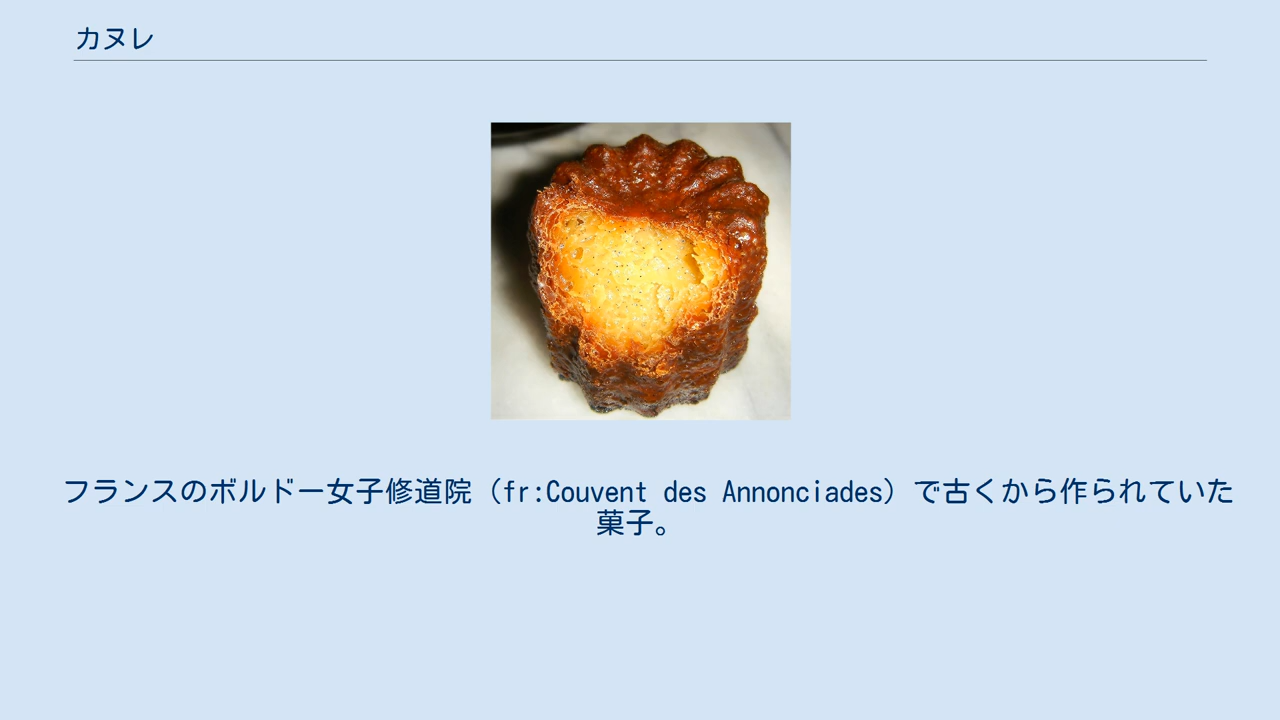 カヌレ
フランスのボルドー女子修道院（fr:Couvent des Annonciades）で古くから作られていた
菓子。